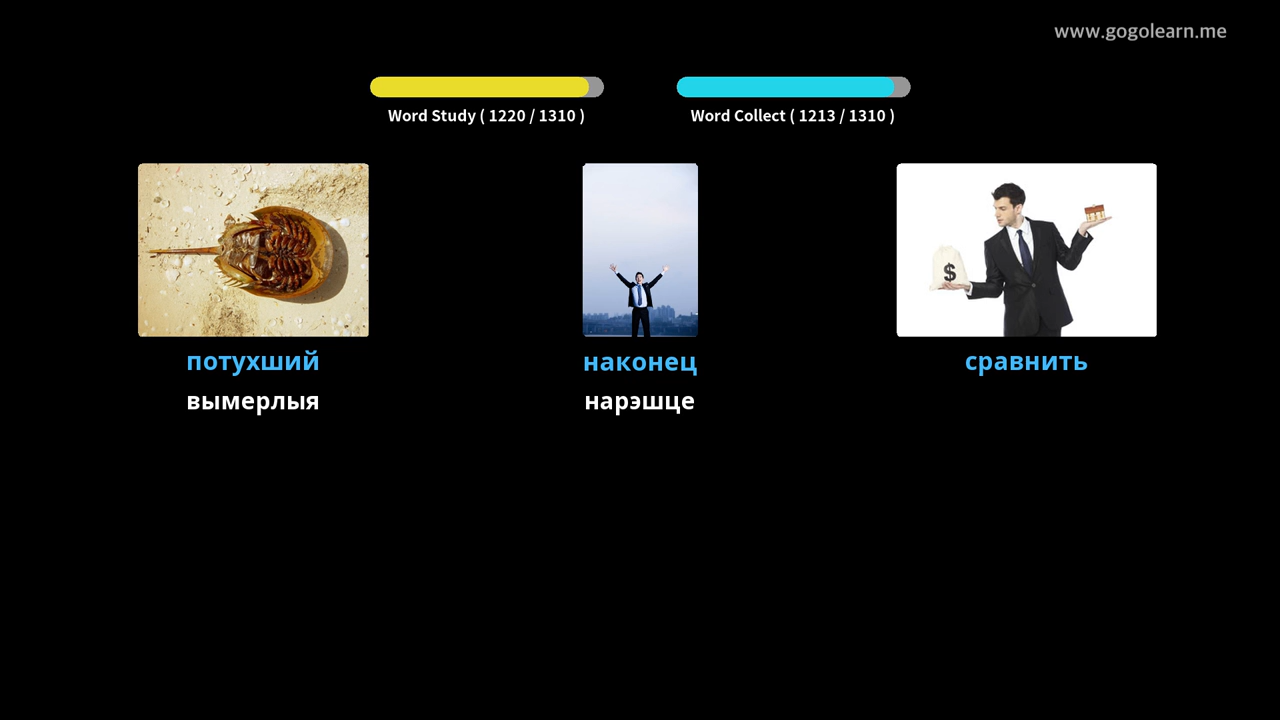 www.gogolearn.me
Word Study ( 1220 / 1310 )
Word Collect ( 1213 / 1310 )
$
потухший
вымерлыя
наконец
нарэшце
сравнить